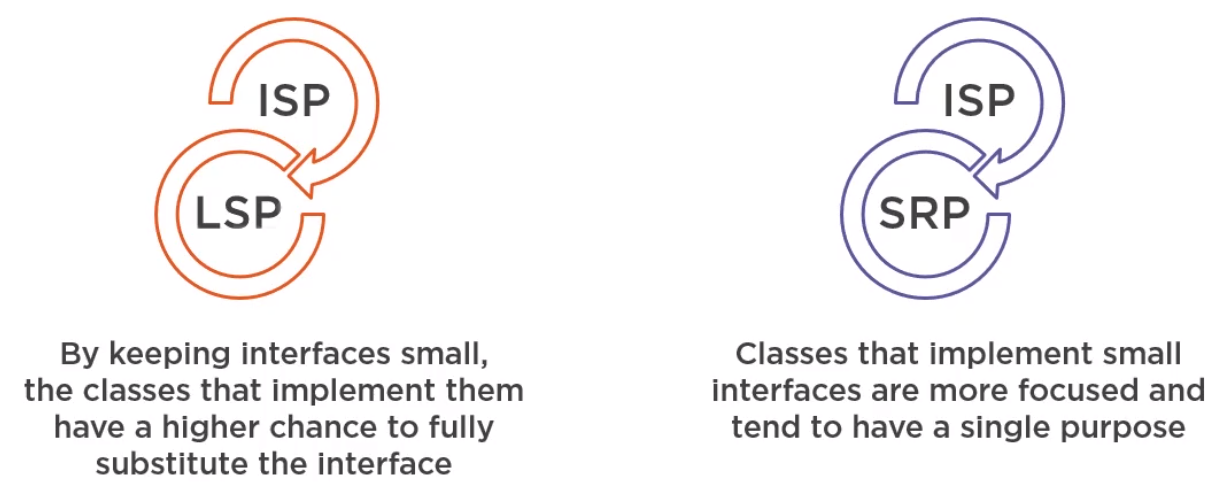 ISP
LSP
By keeping interfaces small,
the classes that implement them
have a higher chance to fully
substitute the interface
ISP
SRP
Classes that implement small
interfaces are more focused and
tend to have a single purpose